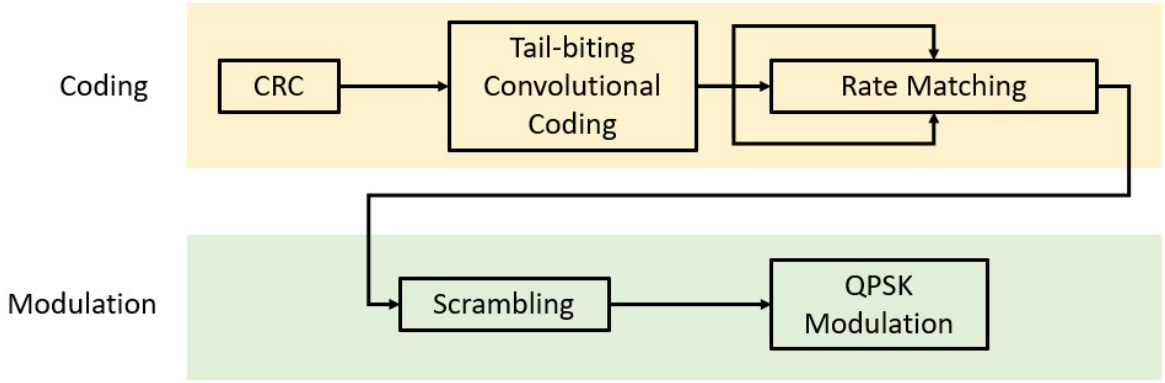 Coding
CRC
Tail-biting
Convolutional
Coding
Rate Matching
Modulation
Scrambling
QPSK
Modulation